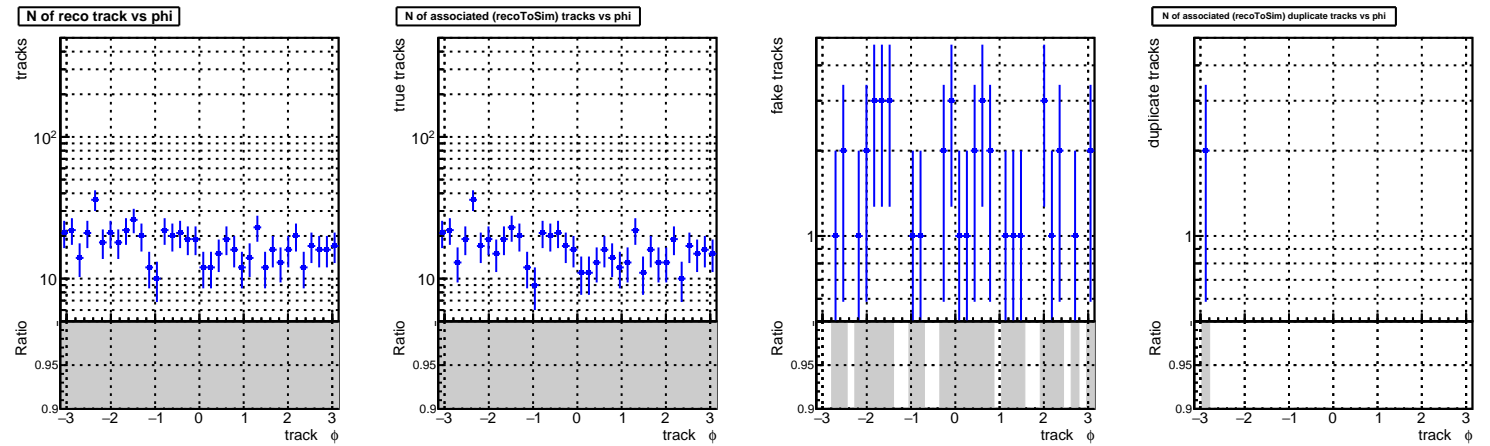 N of reco track vs phi
tracks
10²
10
Ratio
0.95
0.9
−3 −2 −1 0 1 2 3
track ϕ
N of associated (recoToSim) tracks vs phi
true tracks
10²
10
Ratio
0.95
0.9
−3 −2 −1 0 1 2 3
track ϕ
fake tracks
1
Ratio
0.95
0.9
−3 −2 −1 0 1 2 3
track ϕ
N of associated (recoToSim) duplicate tracks vs phi
duplicate tracks
1
Ratio
0.95
0.9
−3 −2 −1 0 1 2 3
track ϕ